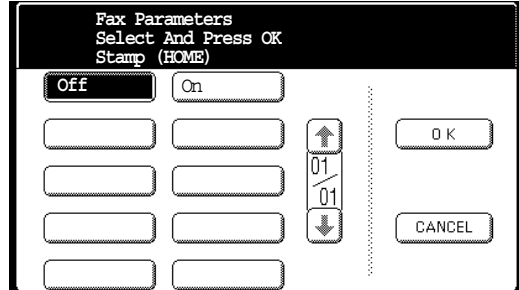 Fax Parameters
Select And Press OK
Stamp (HOME)
Off
On
OK
01
01
CANCEL